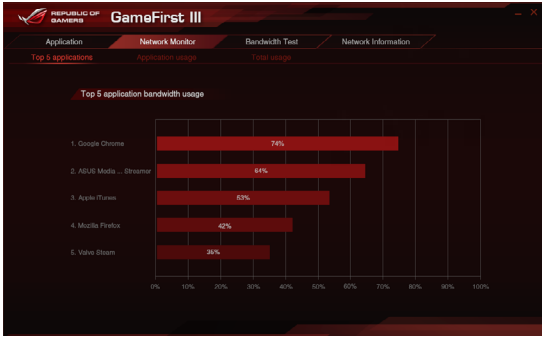 REPUBLIC OF
GAMERS
GameFirst III
Application Network Monitor Bandwidth Test Network Information
Top 5 applications Application usage Total usage
Top 5 application bandwidth usage
1. Google Chrome 74%
2. ASUS Media ... Streamer 64%
3. Apple iTunes 53%
4. Mozilla Firefox 42%
5. Valve Steam 35%
0% 10% 20% 30% 40% 50% 60% 70% 80% 90% 100%